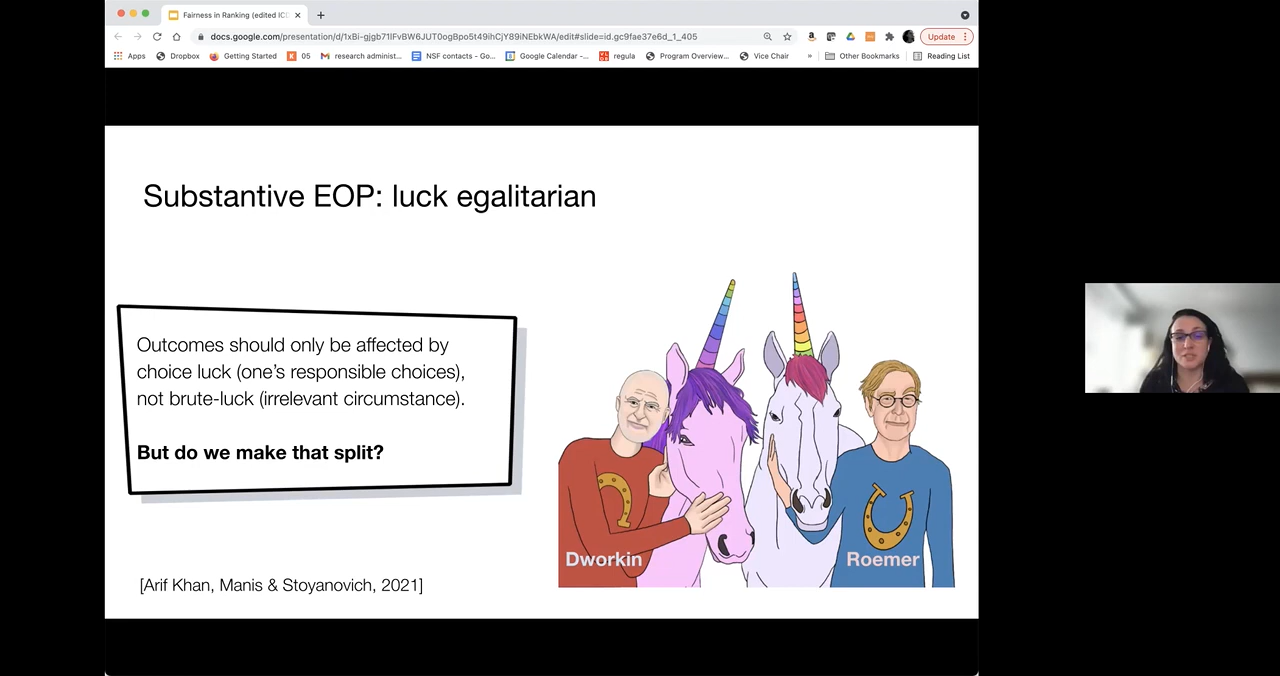 Fairness in Ranking (edited ICD
docs.google.com/presentation/d/1xBi-gjgb71IFvBW6JUT0ogBpo5t49ihCjY89iNEbkWA/edit#slide=id.gc9fae37e6d_1_405
Update
Apps Dropbox Getting Started 05 research administ... NSF contacts - Go... Google Calendar -... regula Program Overview... Vice Chair » Other Bookmarks Reading List
Substantive EOP: luck egalitarian
Outcomes should only be affected by
choice luck (one's responsible choices),
not brute-luck (irrelevant circumstance).
But do we make that split?
Dworkin
Roemer
[Arif Khan, Manis & Stoyanovich, 2021]